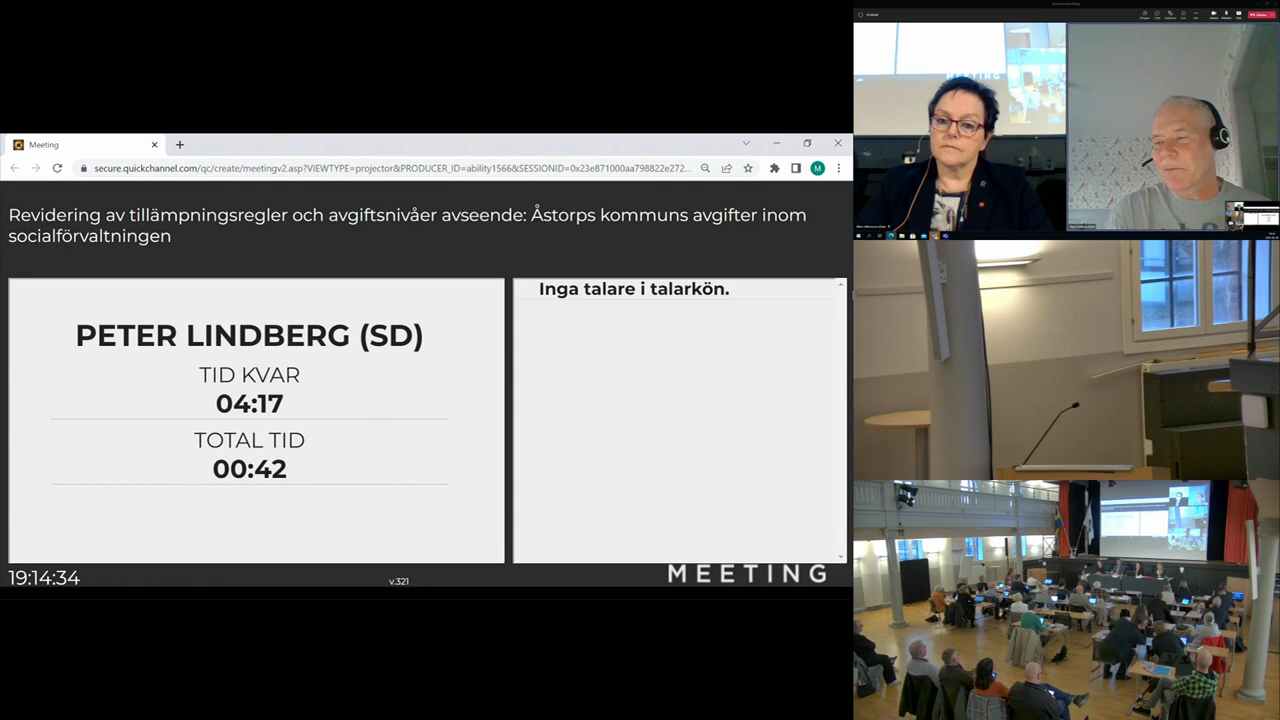 Meeting
secure.quickchannel.com/qc/create/meetingv2.asp?VIEWTYPE=projector&PRODUCER_ID=ability1566&SESSIONID=0x23e871000aa798822e272...
M
Revidering av tillämpningsregler och avgiftsnivåer avseende: Åstorps kommuns avgifter inom
socialförvaltningen
PETER LINDBERG (SD)
TID KVAR
04:17
TOTAL TID
00:42
Inga talare i talarkön.
19:14:34
v.321
MEETING
MEETING